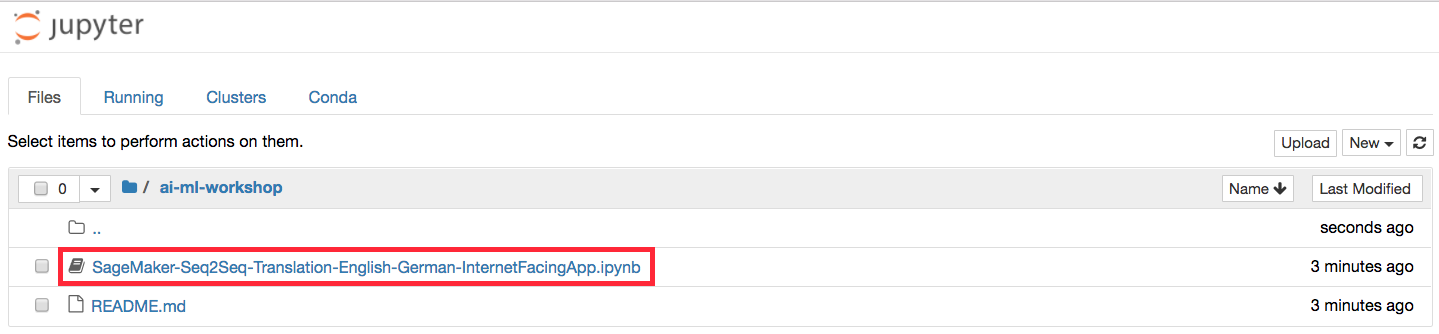 jupyter
Files Running Clusters Conda
Select items to perform actions on them. Upload New
0 / ai-ml-workshop Name Last Modified
.. seconds ago
SageMaker-Seq2Seq-Translation-English-German-InternetFacingApp.ipynb 3 minutes ago
README.md 3 minutes ago